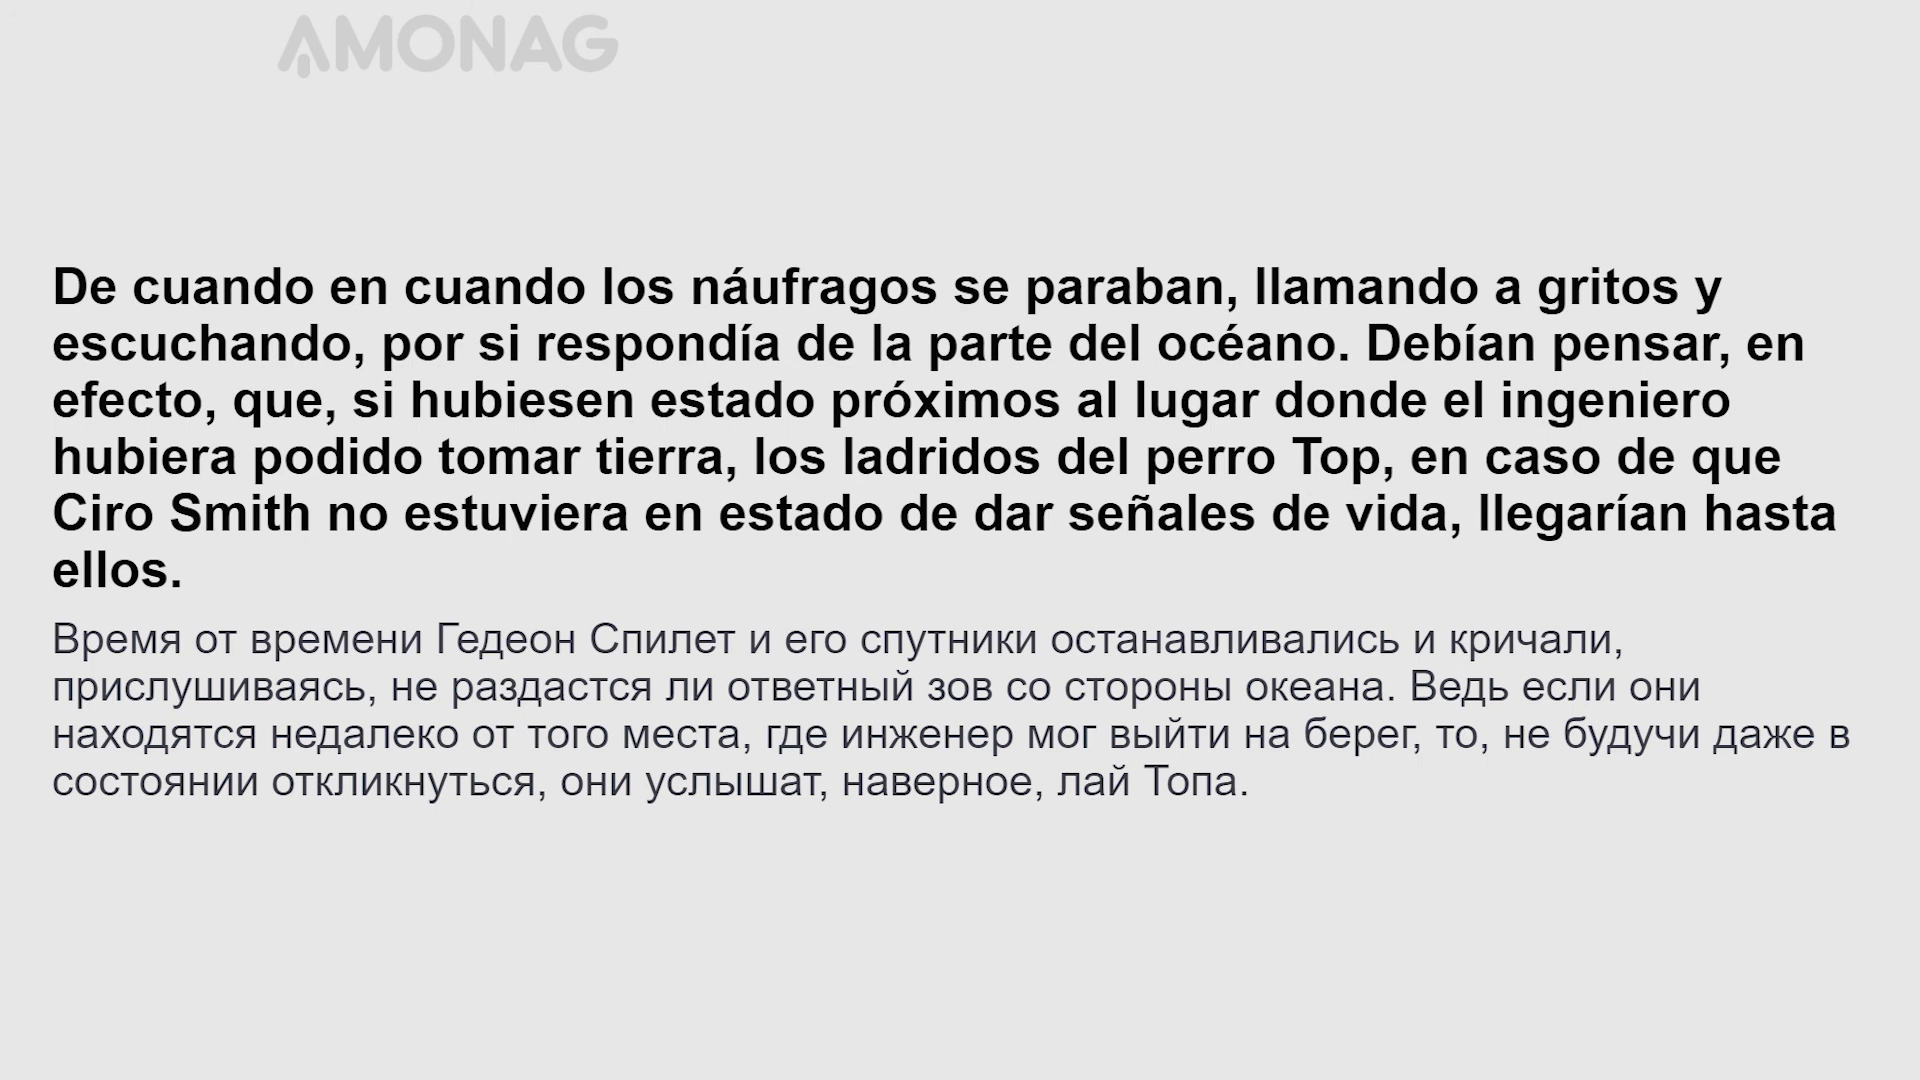 AMONAG
De cuando en cuando los náufragos se paraban, llamando a gritos y
escuchando, por si respondía de la parte del océano. Debían pensar, en
efecto, que, si hubiesen estado próximos al lugar donde el ingeniero
hubiera podido tomar tierra, los ladridos del perro Top, en caso de que
Ciro Smith no estuviera en estado de dar señales de vida, llegarían hasta
ellos.
Время от времени Гедеон Спилет и его спутники останавливались и кричали,
прислушиваясь, не раздастся ли ответный зов со стороны океана. Ведь если они
находятся недалеко от того места, где инженер мог выйти на берег, то, не будучи даже в
состоянии откликнуться, они услышат, наверное, лай Топа.